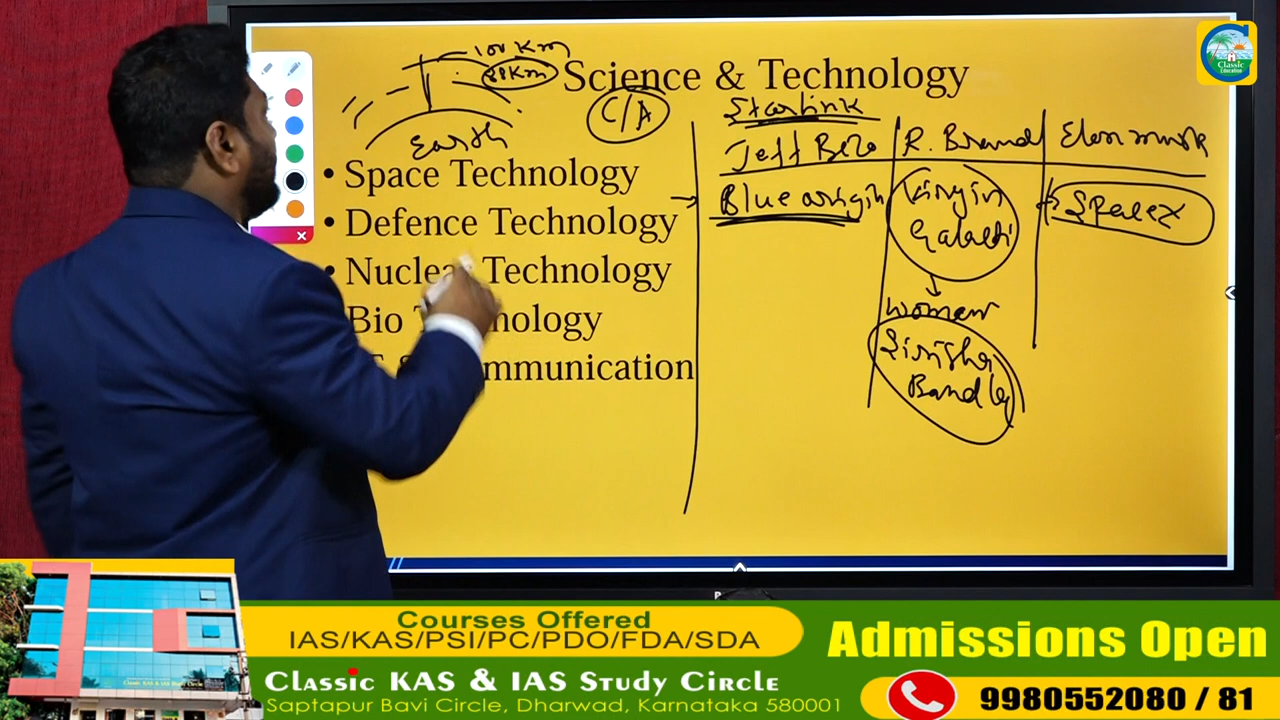 100 Km
88Km
Science & Technology
C/A
Earth
Starlink
Jeff Bezo
R. Brand
Elon musk
• Space Technology
• Defence Technology
• Nuclear Technology
Bio
nology
mmunication
Blue origin
Virgin
Galacti
Spacex
women
Sirisha
Bandla
Classic
Education
Courses Offered
IAS/KAS/PSI/PC/PDO/FDA/SDA
Classic KAS & IAS Study Circle
Saptapur Bavi Circle, Dharwad, Karnataka 580001
Admissions Open
9980552080 / 81